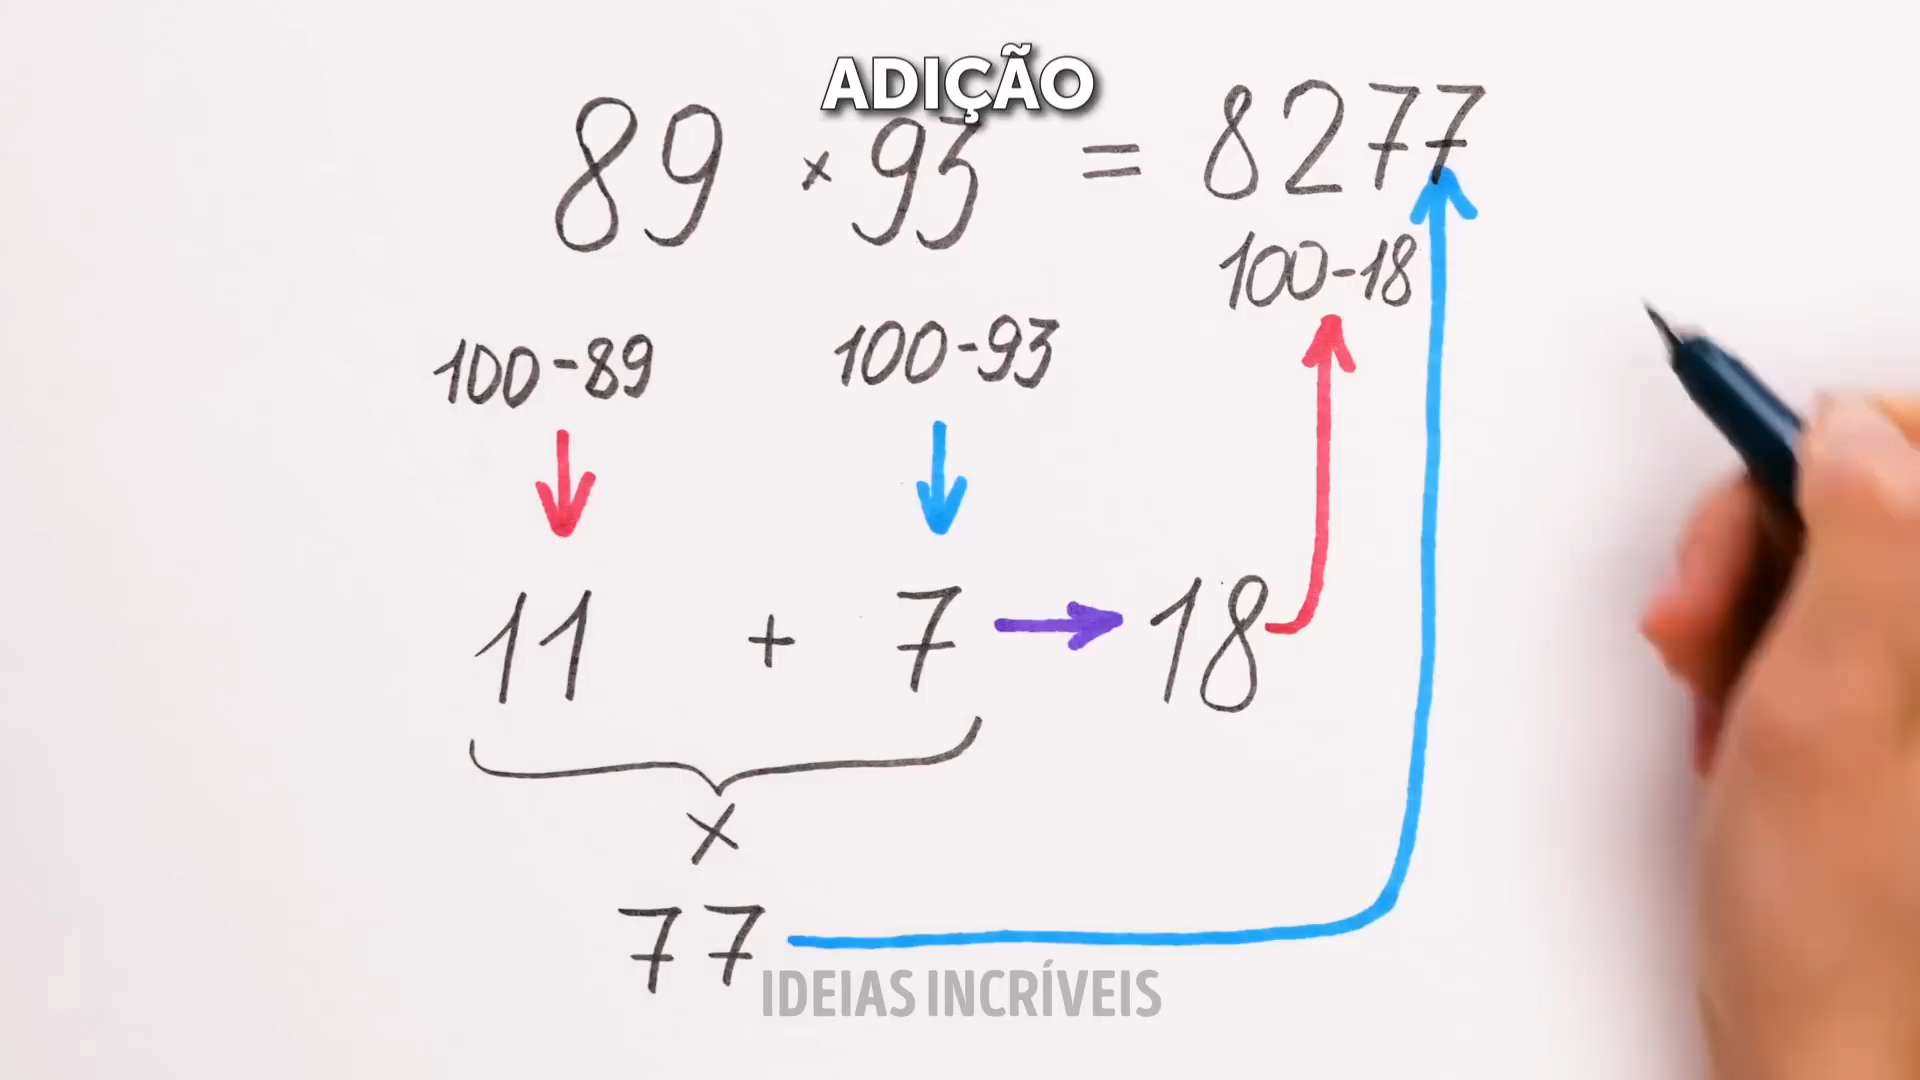 ADIÇÃO
89 × 93 = 8277
100-18
100-89
100-93
11 + 7 → 18
×
77
IDEIAS INCRÍVEIS